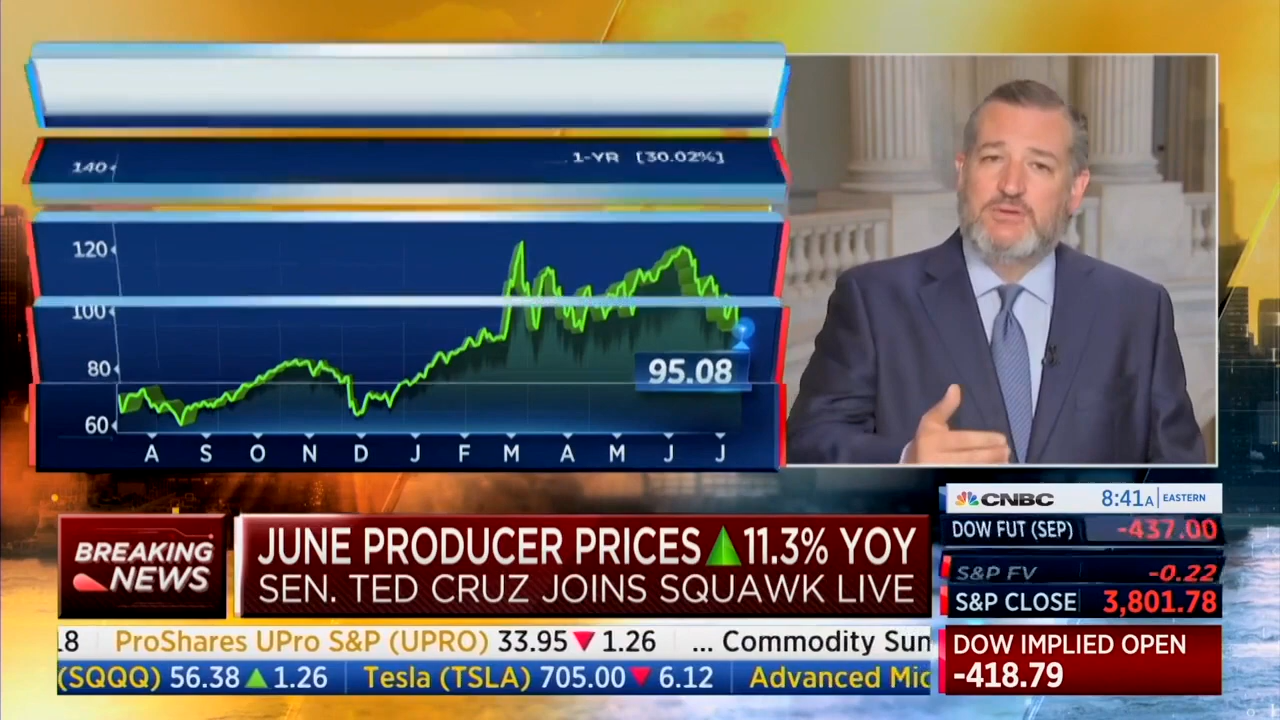 140
1-YR [30.02%]
120
100
80
60
95.08
A S O N D J F M A M J J
CNBC 8:41A EASTERN
DOW FUT (SEP) -437.00
S&P FV -0.22
S&P CLOSE 3,801.78
DOW IMPLIED OPEN
-418.79
BREAKING
NEWS
JUNE PRODUCER PRICES ▲ 11.3% YOY
SEN. TED CRUZ JOINS SQUAWK LIVE
.18 ProShares UPro S&P (UPRO) 33.95 ▼ 1.26 ... Commodity Sun
(SQQQ) 56.38 ▲ 1.26 Tesla (TSLA) 705.00 ▼ 6.12 Advanced Mic